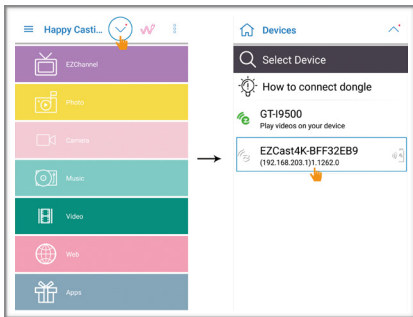 Happy Casti...
EZChannel
Photo
Camera
Music
Video
Web
Apps
Devices
Select Device
How to connect dongle
GT-I9500
Play videos on your device
EZCast4K-BFF32EB9
(192.168.203.1)1.1262.0